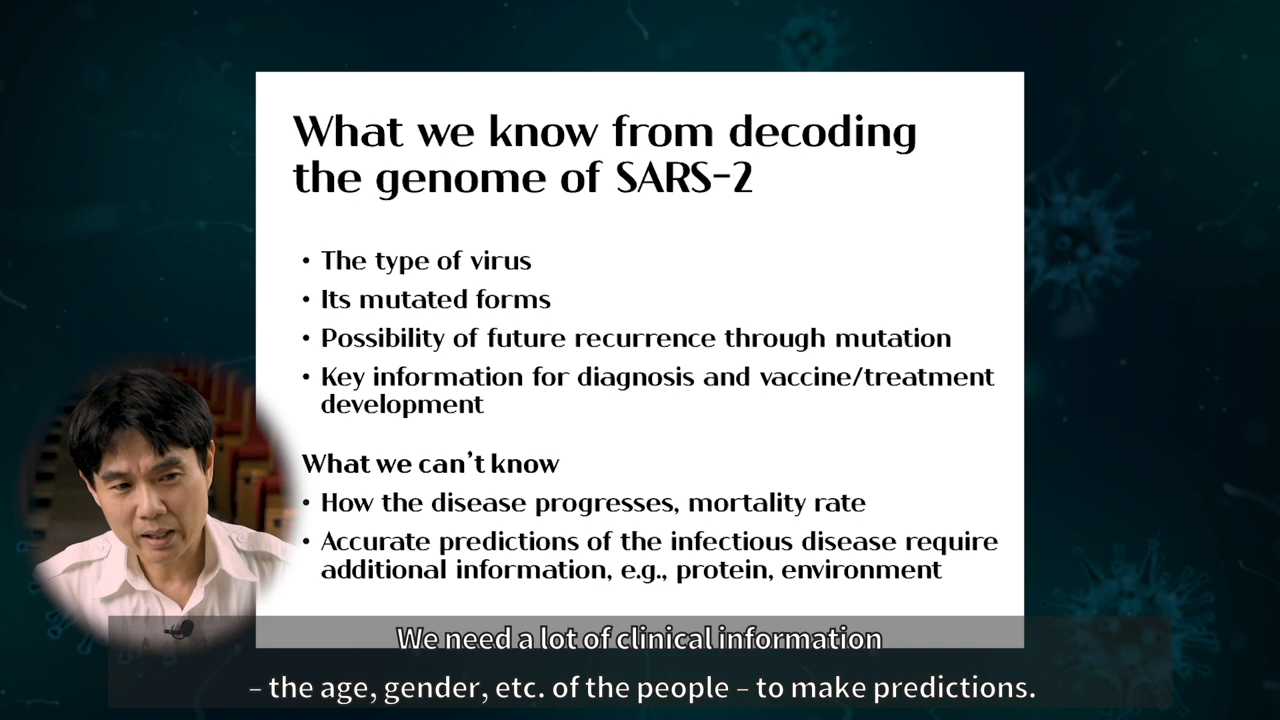 What we know from decoding
the genome of SARS-2
• The type of virus
• Its mutated forms
• Possibility of future recurrence through mutation
• Key information for diagnosis and vaccine/treatment
development
What we can't know
• How the disease progresses, mortality rate
• Accurate predictions of the infectious disease require
additional information, e.g., protein, environment
We need a lot of clinical information
– the age, gender, etc. of the people – to make predictions.